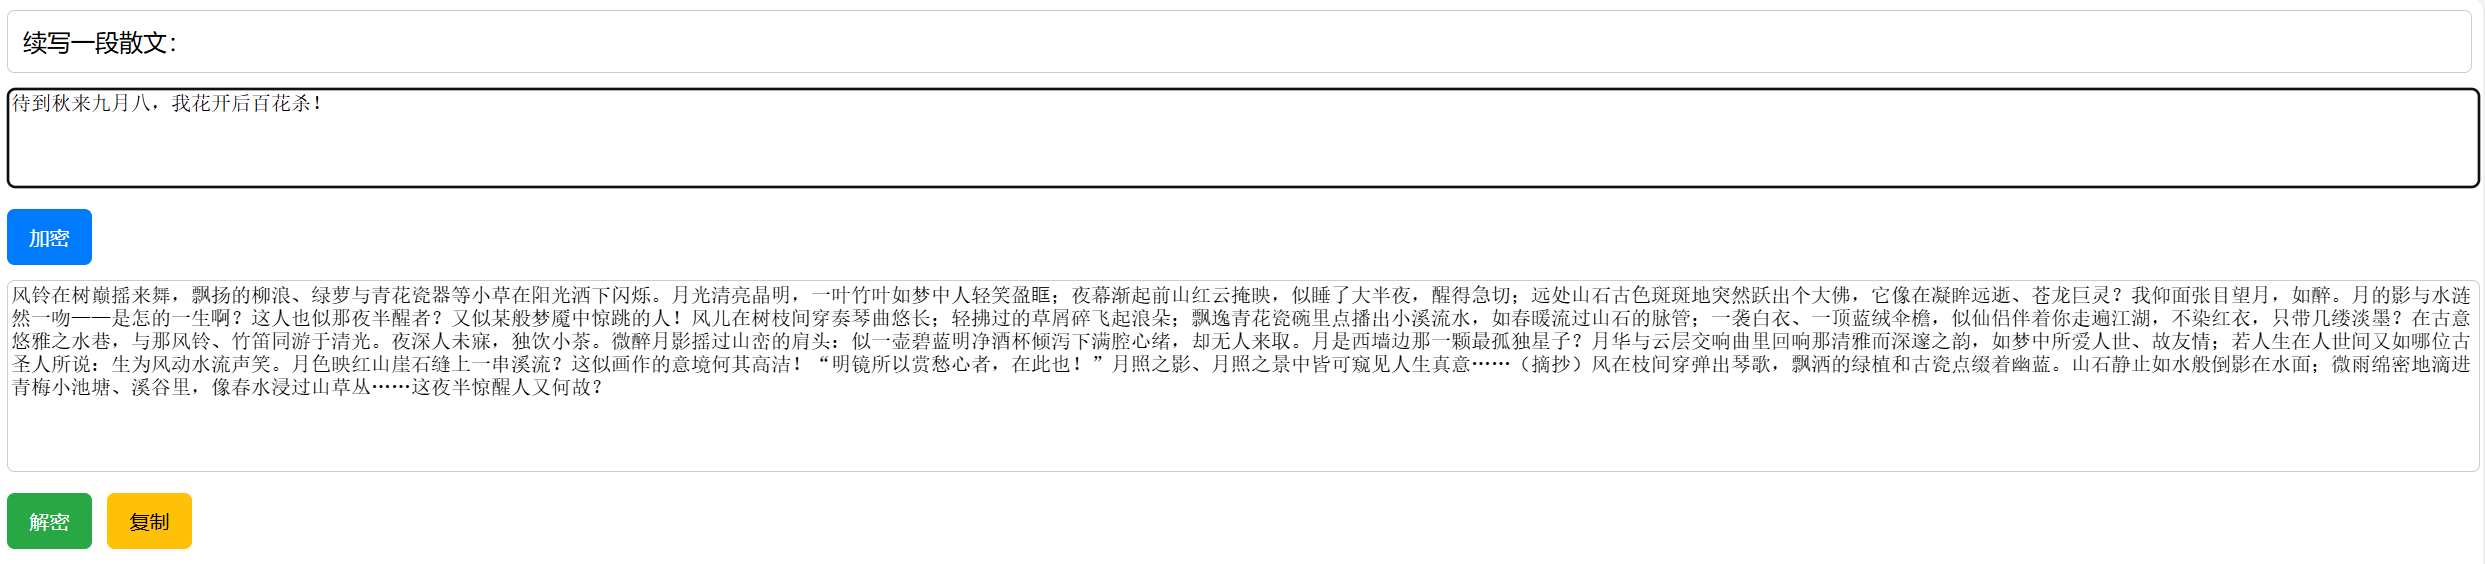 续写一段散文：
待到秋来九月八，我花开后百花杀！
加密
风铃在树巅摇来舞，飘扬的柳浪、绿萝与青花瓷器等小草在阳光洒下闪烁。月光清亮晶明，一叶竹叶如梦中人轻笑盈眶；夜幕渐起前山红云掩映，似睡了大半夜，醒得急切；远处山石古色斑斑地突然跃出个大佛，它像在凝眸远逝、苍龙巨灵？我仰面张目望月，如醉。月的影与水涟
然一吻——是怎的一生啊？这人也似那夜半醒者？又似某般梦魇中惊跳的人！风儿在树枝间穿奏琴曲悠长；轻拂过的草屑碎飞起浪朵；飘逸青花瓷碗里点播出小溪流水，如春暖流过山石的脉管；一袭白衣、一顶蓝绒伞檐，似仙侣伴着你走遍江湖，不染红衣，只带几缕淡墨？在古意
悠雅之水巷，与那风铃、竹笛同游于清光。夜深人未寐，独饮小茶。微醉月影摇过山峦的肩头：似一壶碧蓝明净酒杯倾泻下满腔心绪，却无人来取。月是西墙边那一颗最孤独星子？月华与云层交响曲里回响那清雅而深邃之韵，如梦中所爱人世、故友情；若人生在人世间又如哪位古
圣人所说：生为风动水流声笑。月色映红山崖石缝上一串溪流？这似画作的意境何其高洁！“明镜所以赏愁心者，在此也！”月照之影、月照之景中皆可窥见人生真意……（摘抄）风在枝间穿弹出琴歌，飘洒的绿植和古瓷点缀着幽蓝。山石静止如水般倒影在水面；微雨绵密地滴进
青梅小池塘、溪谷里，像春水浸过山草丛……这夜半惊醒人又何故？
解密 复制